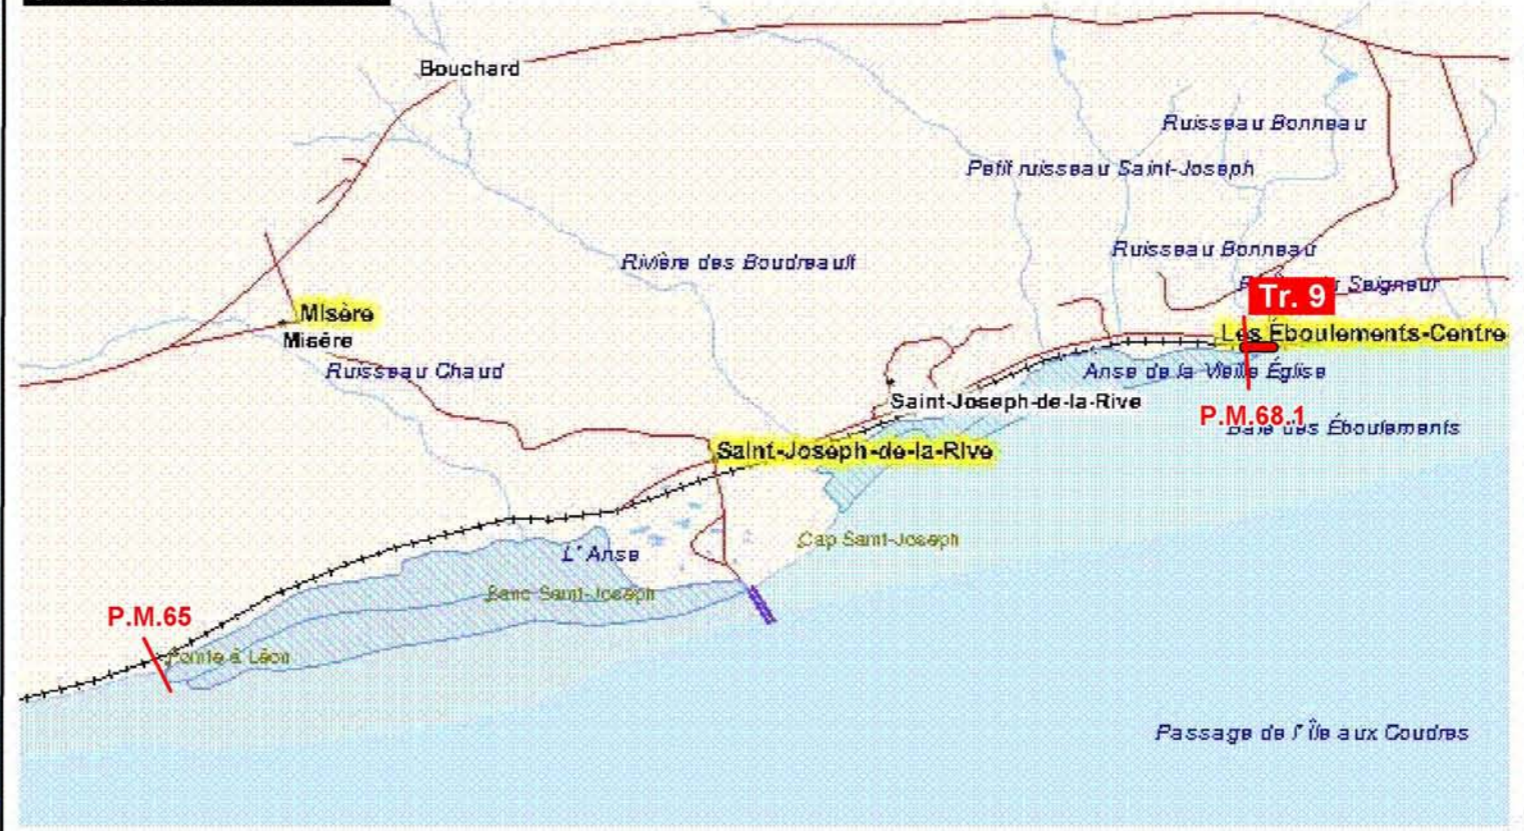 Bouchard
Ruisseau Bonneau
Petit ruisseau Saint-Joseph
Ruisseau Bonneau
Rivière des Boudreault
Seigneur
Tr. 9
Misère
Misère
Les Éboulements-Centre
Ruisseau Chaud
Anse de la Vieille Église
Saint-Joseph-de-la-Rive
P.M.68.1
Baie des Éboulements
Saint-Joseph-de-la-Rive
Cap Saint-Joseph
L'Anse
Banc Saint-Joseph
P.M.65
Pointe à Léon
Passage de l'Île aux Coudres